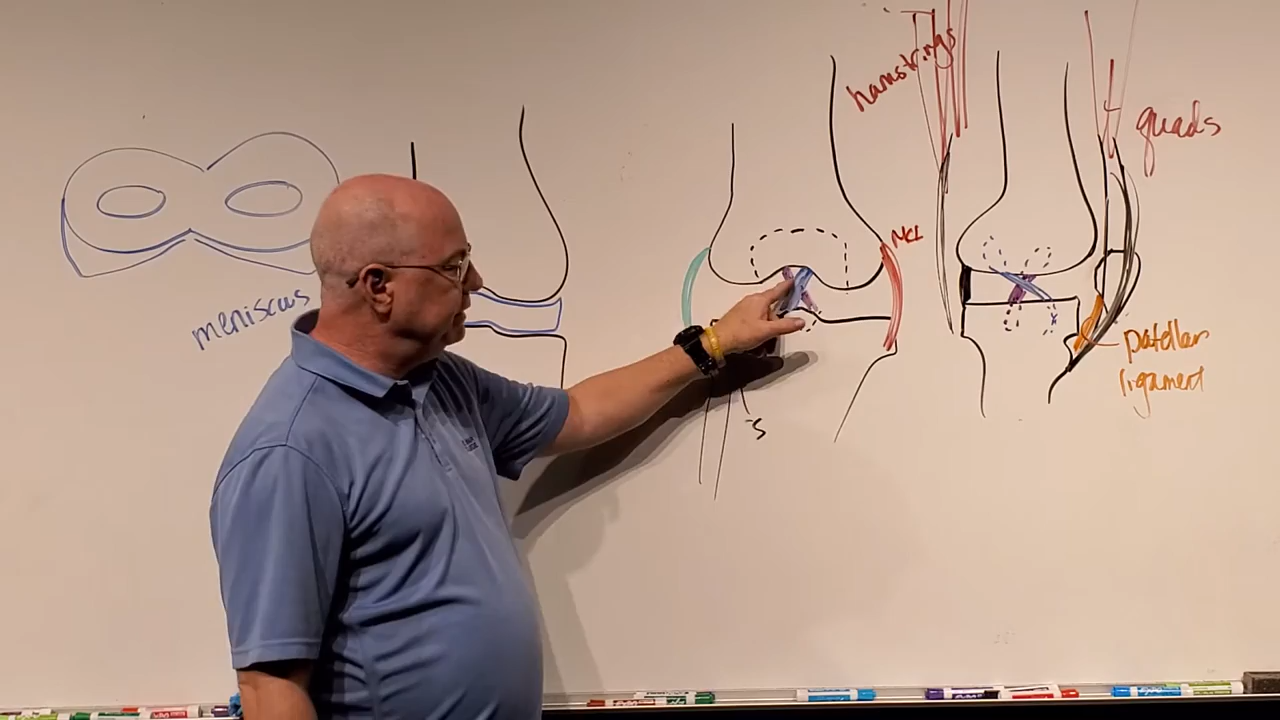 hamstrings
quads
MCL
meniscus
patellar
ligament